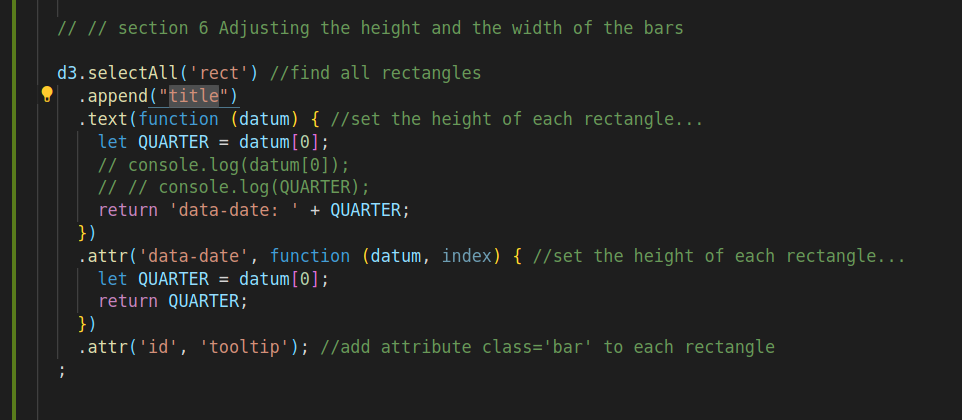 // // section 6 Adjusting the height and the width of the bars
d3.selectAll('rect') //find all rectangles
.append("title")
.text(function (datum) { //set the height of each rectangle...
let QUARTER = datum[0];
// console.log(datum[0]);
// // console.log(QUARTER);
return 'data-date: ' + QUARTER;
})
.attr('data-date', function (datum, index) { //set the height of each rectangle...
let QUARTER = datum[0];
return QUARTER;
})
.attr('id', 'tooltip'); //add attribute class='bar' to each rectangle
;